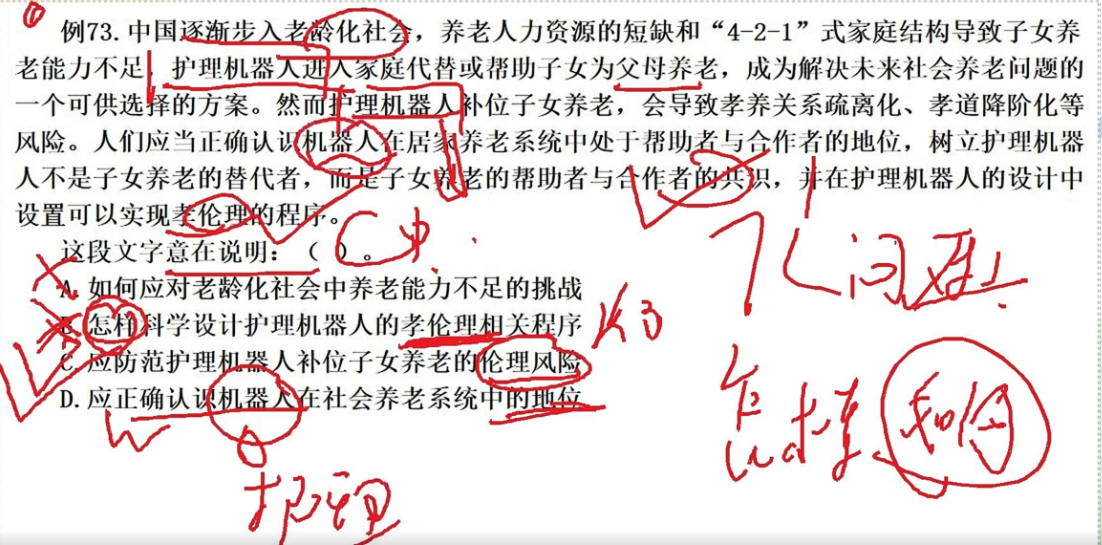 例73.中国逐渐步入老龄化社会，养老人力资源的短缺和“4-2-1”式家庭结构导致子女养
老能力不足，护理机器人进入家庭代替或帮助子女为父母养老，成为解决未来社会养老问题的
一个可供选择的方案。然而护理机器人补位子女养老，会导致孝养关系疏离化、孝道降阶化等
风险。人们应当正确认识机器人在居家养老系统中处于帮助者与合作者的地位，树立护理机器
人不是子女养老的替代者，而是子女养老的帮助者与合作者的共识，并在护理机器人的设计中
设置可以实现孝伦理的程序。
这段文字意在说明：（ ）。
A.如何应对老龄化社会中养老能力不足的挑战
B.怎样科学设计护理机器人的孝伦理相关程序
C.应防范护理机器人补位子女养老的伦理风险
D.应正确认识机器人在社会养老系统中的地位
问题
怎样 如何
护理